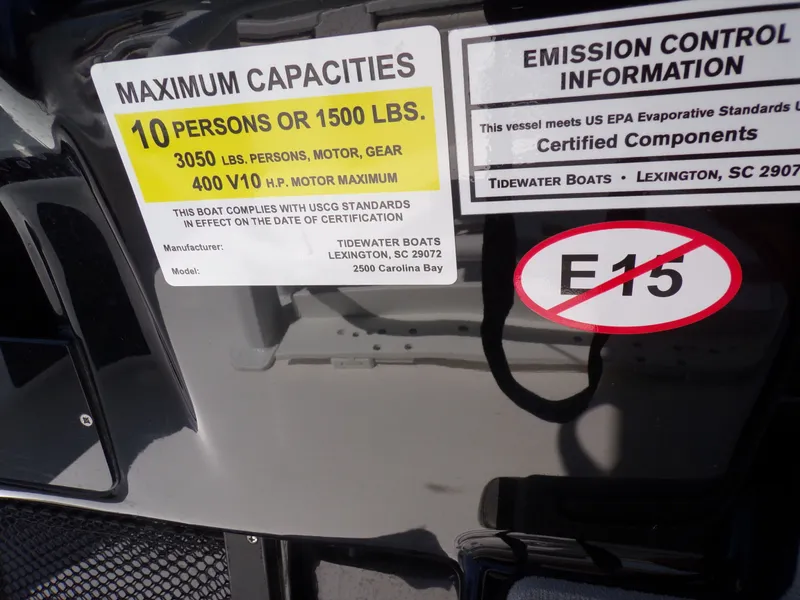 MAXIMUM CAPACITIES
10 PERSONS OR 1500 LBS.
3050 LBS. PERSONS, MOTOR, GEAR
400 V10 H.P. MOTOR MAXIMUM
THIS BOAT COMPLIES WITH USCG STANDARDS
IN EFFECT ON THE DATE OF CERTIFICATION
Manufacturer: TIDEWATER BOATS
LEXINGTON, SC 29072
Model: 2500 Carolina Bay
EMISSION CONTROL
INFORMATION
This vessel meets US EPA Evaporative Standards
Certified Components
TIDEWATER BOATS • LEXINGTON, SC 2907
E15